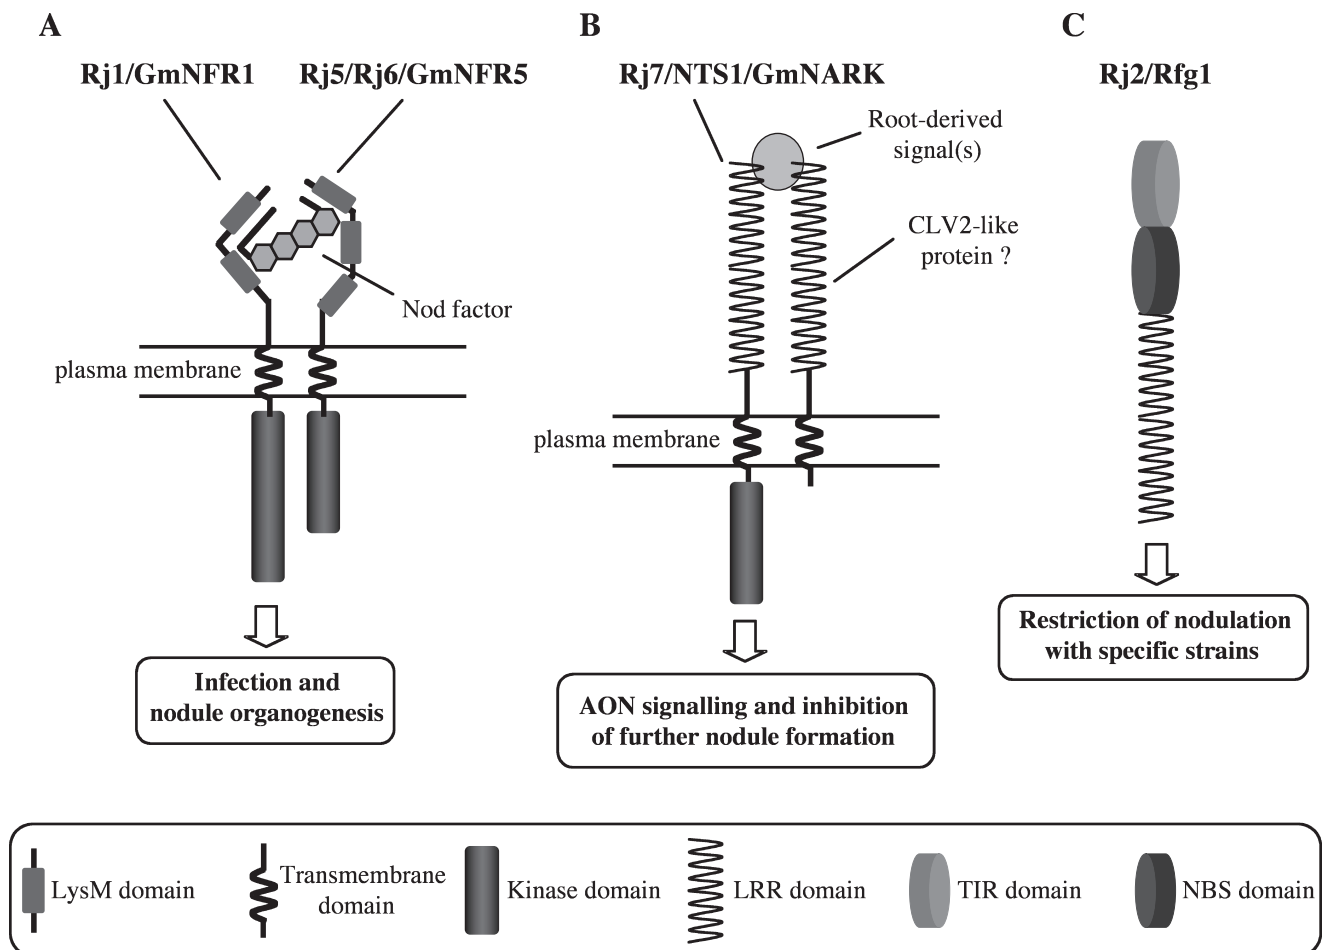 A
Rj1/GmNFR1
Rj5/Rj6/GmNFR5
Nod factor
plasma membrane
Infection and
nodule organogenesis
B
Rj7/NTS1/GmNARK
Root-derived
signal(s)
CLV2-like
protein ?
plasma membrane
AON signalling and inhibition
of further nodule formation
C
Rj2/Rfg1
Restriction of nodulation
with specific strains
LysM domain
Transmembrane
domain
Kinase domain
LRR domain
TIR domain
NBS domain